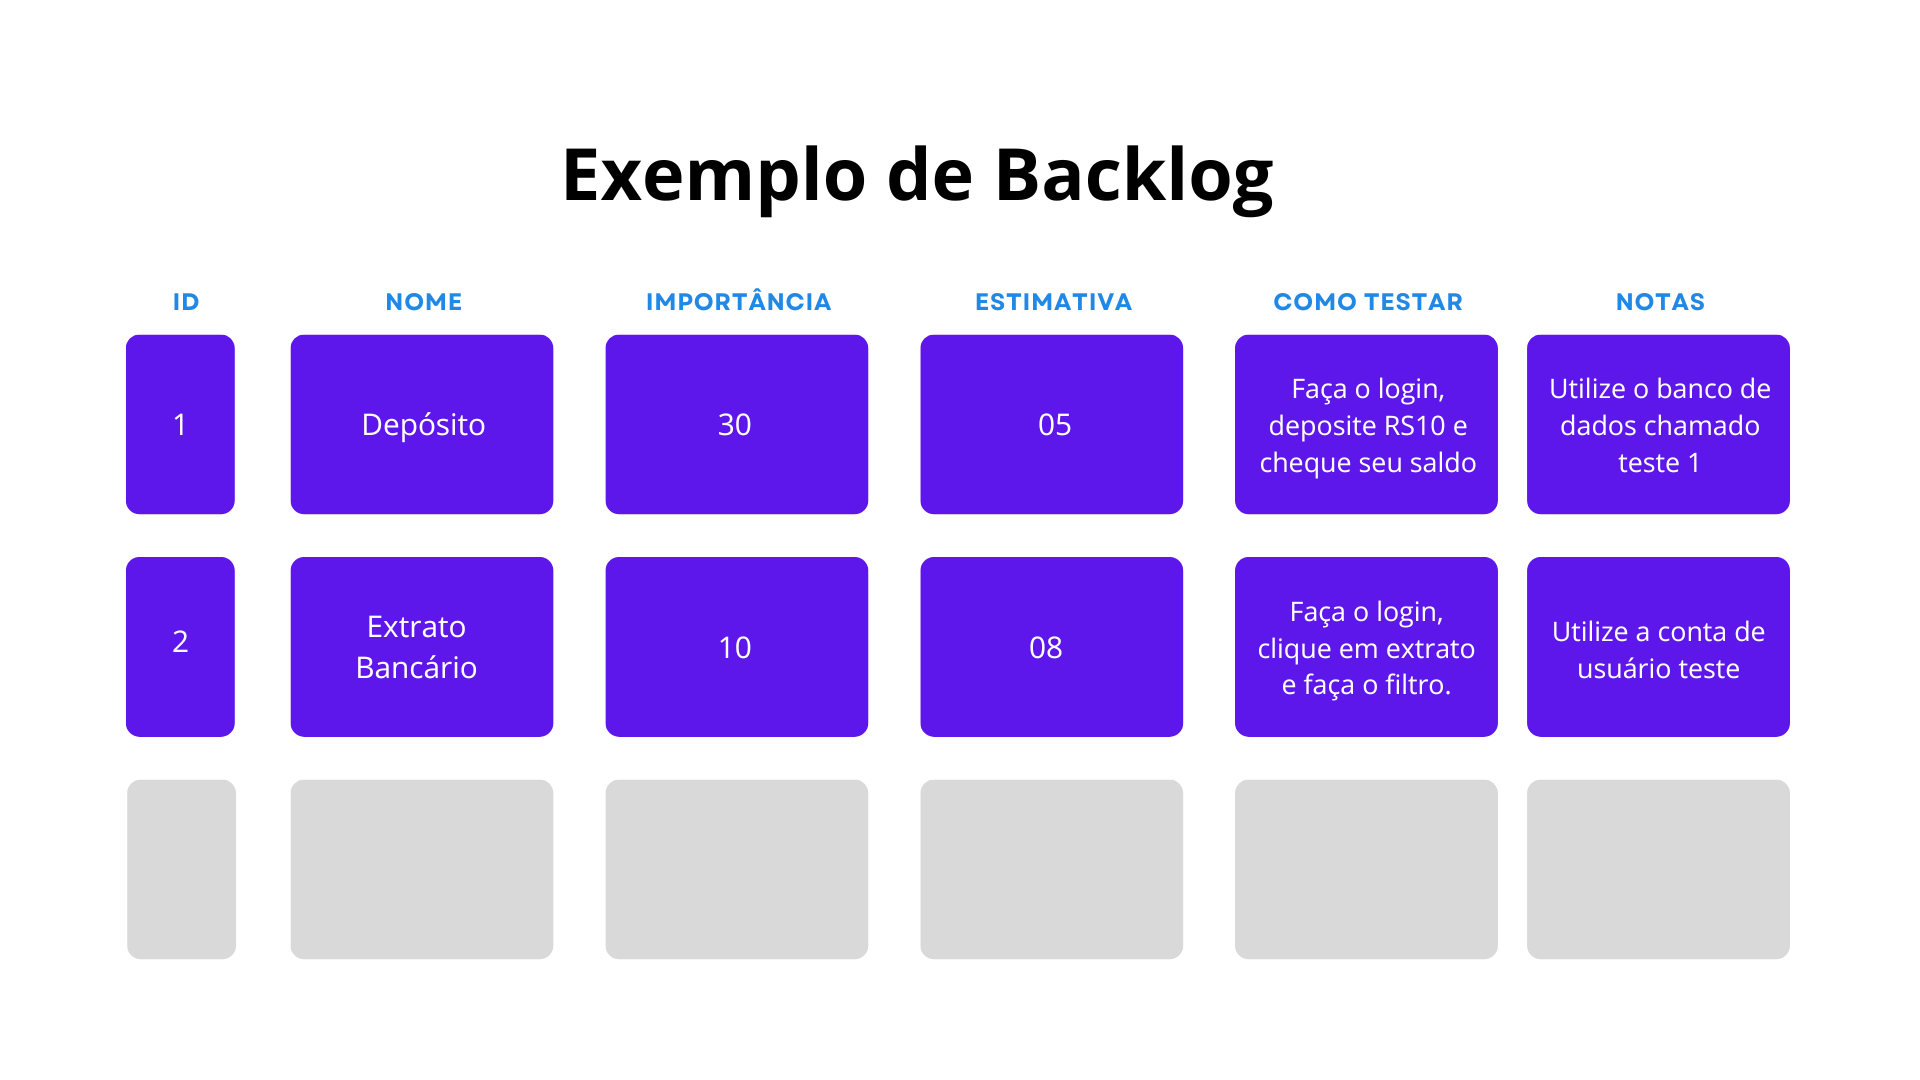 Exemplo de Backlog
ID
NOME
IMPORTÂNCIA
ESTIMATIVA
COMO TESTAR
NOTAS
1
Depósito
30
05
Faça o login,
deposite RS10 e
cheque seu saldo
Utilize o banco de
dados chamado
teste 1
2
Extrato
Bancário
10
08
Faça o login,
clique em extrato
e faça o filtro.
Utilize a conta de
usuário teste